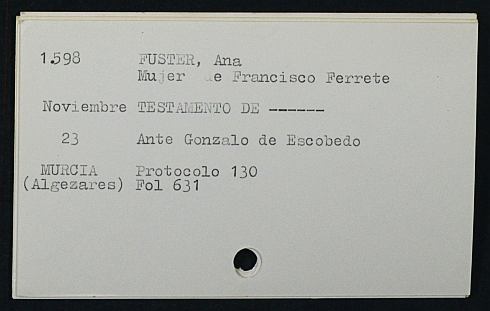 1.598 FUSTER, Ana
Mujer de Francisco Ferrete
Noviembre TESTAMENTO DE ------
23 Ante Gonzalo de Escobedo
MURCIA Protocolo 130
(Algezares) Fol 631